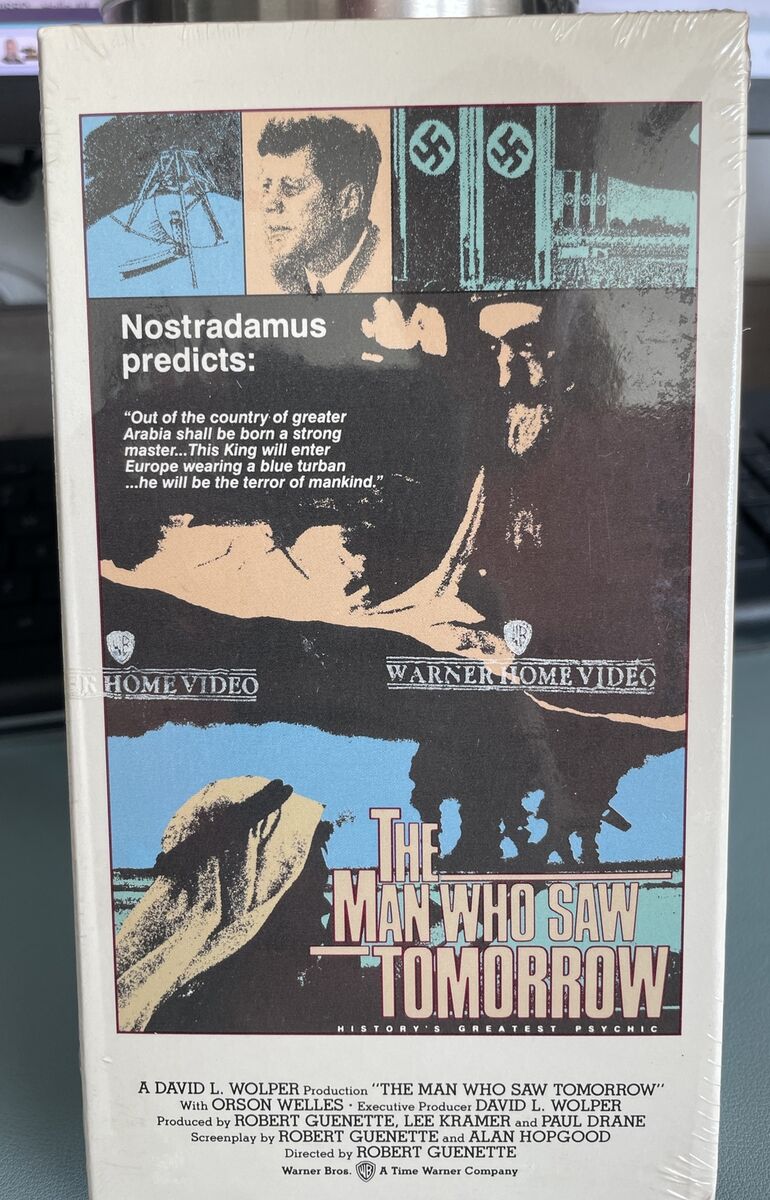 Nostradamus
predicts:
“Out of the country of greater
Arabia shall be born a strong
master...This King will enter
Europe wearing a blue turban
...he will be the terror of mankind.”
WB
HOME VIDEO
WB
WARNER HOME VIDEO
THE
MAN WHO SAW
TOMORROW
HISTORY'S GREATEST PSYCHIC
A DAVID L. WOLPER Production "THE MAN WHO SAW TOMORROW"
With ORSON WELLES · Executive Producer DAVID L. WOLPER
Produced by ROBERT GUENETTE, LEE KRAMER and PAUL DRANE
Screenplay by ROBERT GUENETTE and ALAN HOPGOOD
Directed by ROBERT GUENETTE
Warner Bros. WB A Time Warner Company